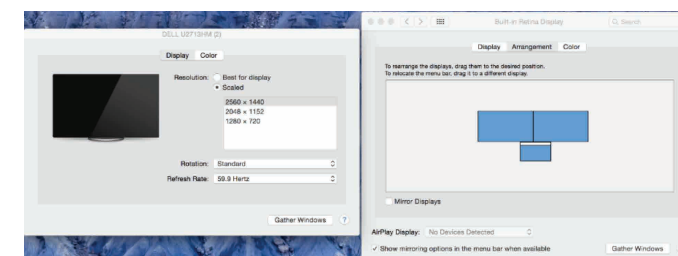 DELL U2713HM (2)
Display Color
Resolution: Best for display
Scaled
2560 × 1440
2048 × 1152
1280 × 720
Rotation: Standard
Refresh Rate: 59.9 Hertz
Gather Windows ?
Built-in Retina Display
Search
Display Arrangement Color
To rearrange the displays, drag them to the desired position.
To relocate the menu bar, drag it to a different display.
Mirror Displays
AirPlay Display: No Devices Detected
Show mirroring options in the menu bar when available
Gather Windows